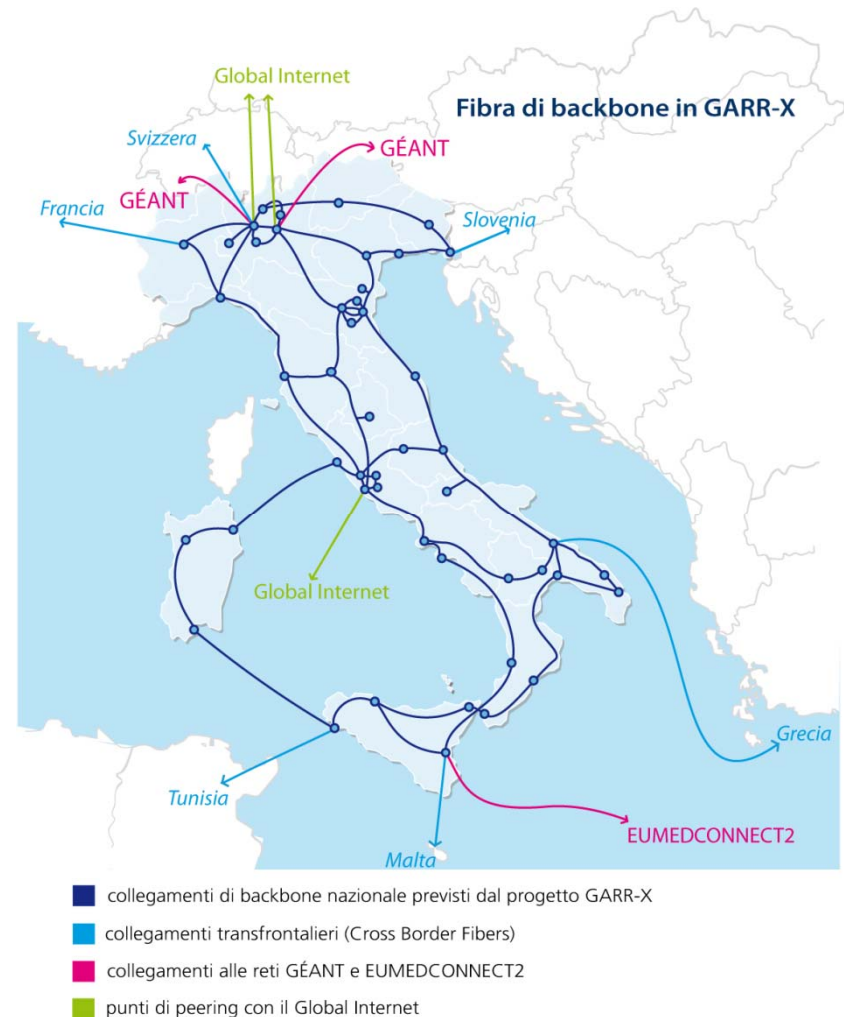 Global Internet
Fibra di backbone in GARR-X
Svizzera
GÉANT
GÉANT
Francia
Slovenia
Global Internet
Grecia
Tunisia
EUMEDCONNECT2
Malta
collegamenti di backbone nazionale previsti dal progetto GARR-X
collegamenti transfrontalieri (Cross Border Fibers)
collegamenti alle reti GÉANT e EUMEDCONNECT2
punti di peering con il Global Internet